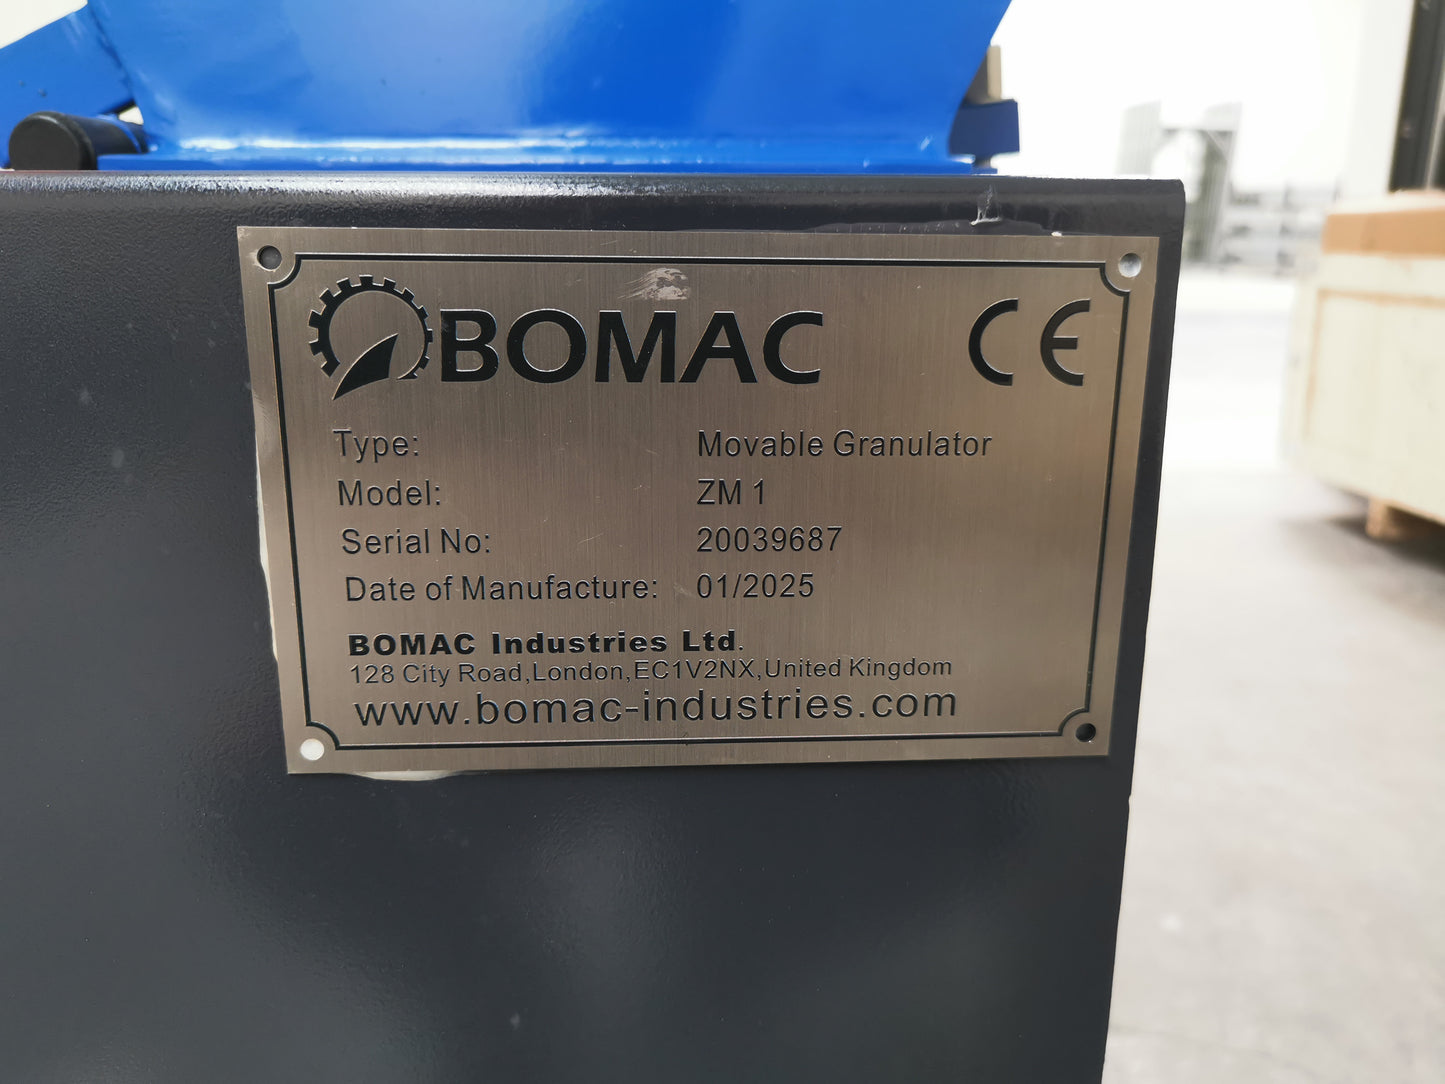 BOMAC CE
Type: Movable Granulator
Model: ZM 1
Serial No: 20039687
Date of Manufacture: 01/2025
BOMAC Industries Ltd.
128 City Road,London,EC1V2NX,United Kingdom
www.bomac-industries.com